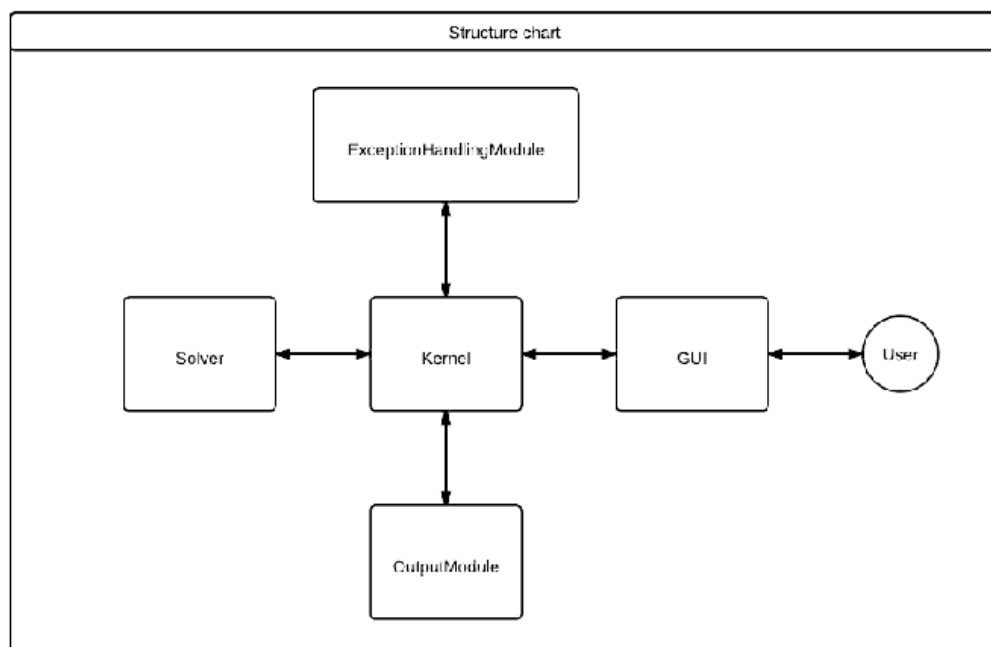 Structure chart
ExceptionHandlingModule
Solver
Kernel
GUI
User
OutputModule